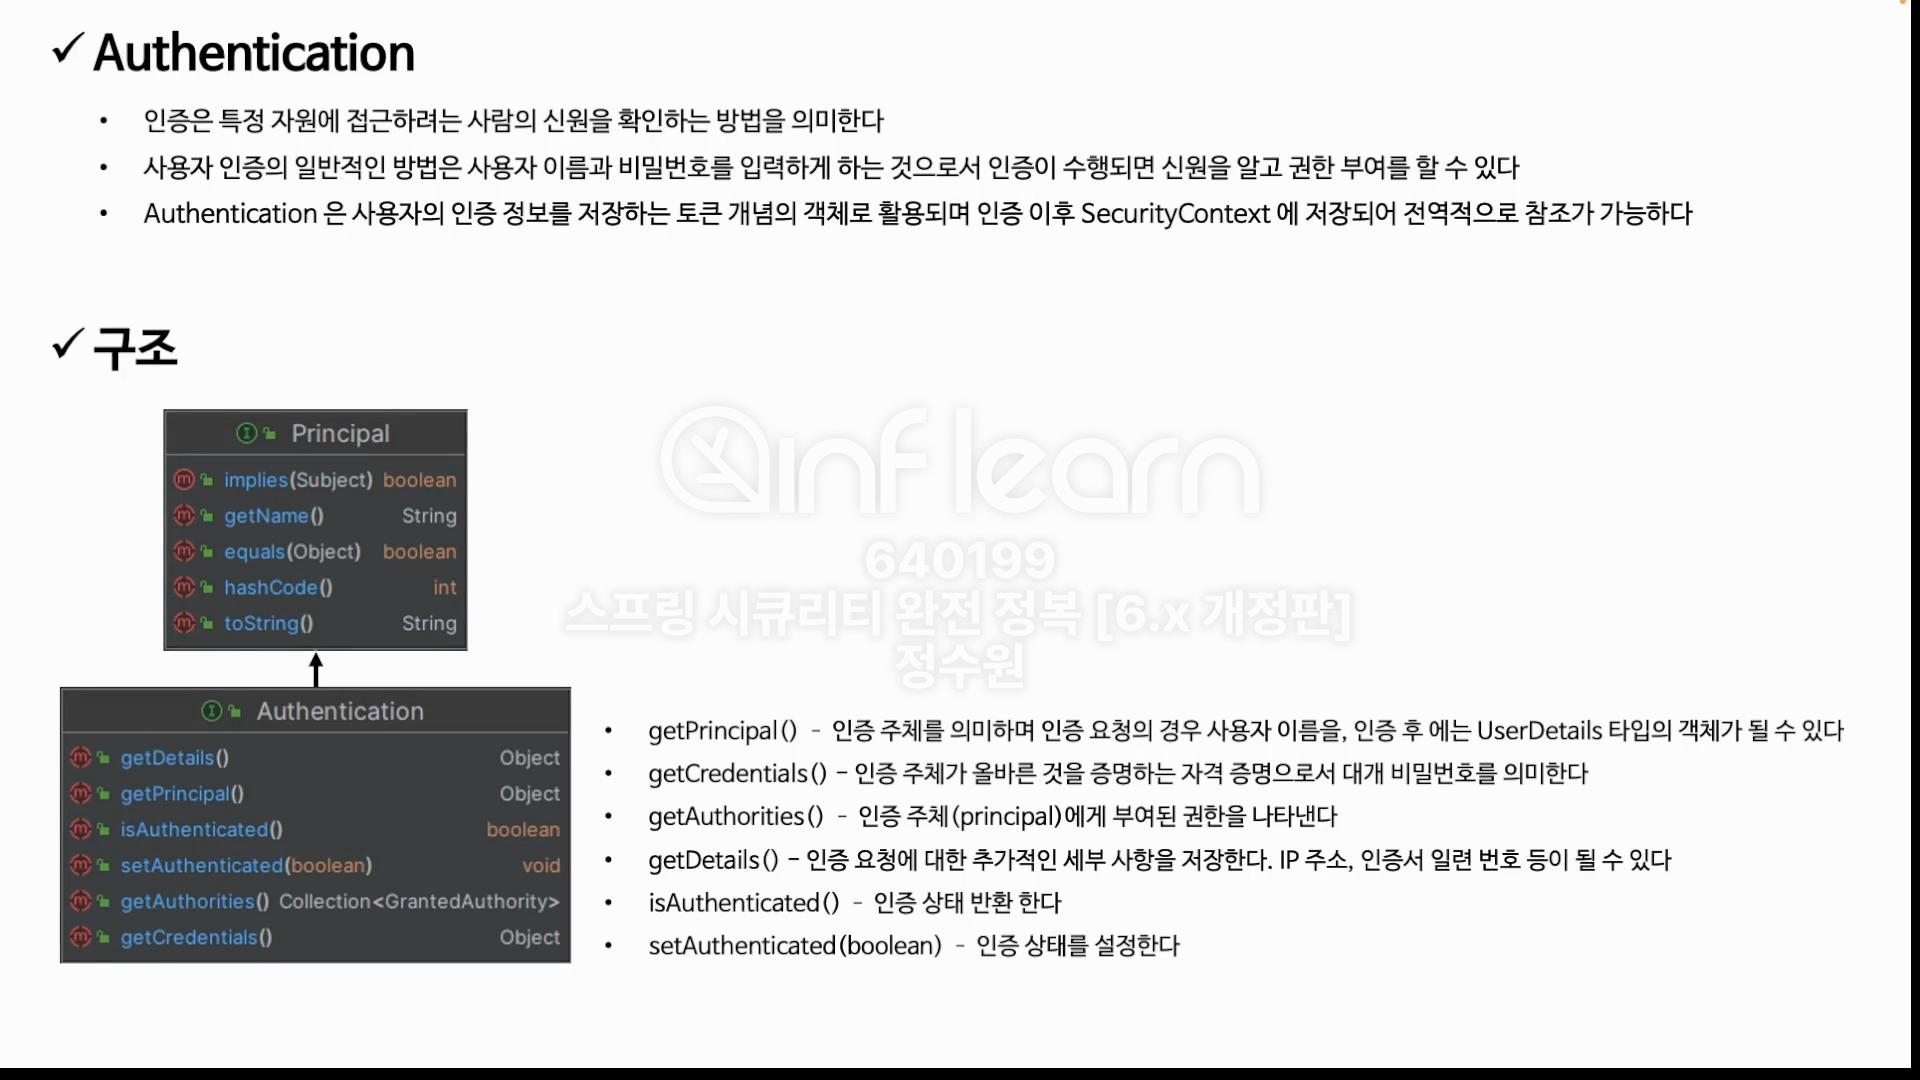 ✓ Authentication
• 인증은 특정 자원에 접근하려는 사람의 신원을 확인하는 방법을 의미한다
• 사용자 인증의 일반적인 방법은 사용자 이름과 비밀번호를 입력하게 하는 것으로서 인증이 수행되면 신원을 알고 권한 부여를 할 수 있다
• Authentication 은 사용자의 인증 정보를 저장하는 토큰 개념의 객체로 활용되며 인증 이후 SecurityContext 에 저장되어 전역적으로 참조가 가능하다
✓ 구조
Principal
implies(Subject) boolean
getName() String
equals(Object) boolean
hashCode() int
toString() String
inflearn
640199
스프링 시큐리티 완전 정복 [6.x 개정판]
정수원
Authentication
getDetails() Object
getPrincipal() Object
isAuthenticated() boolean
setAuthenticated(boolean) void
getAuthorities() Collection<GrantedAuthority>
getCredentials() Object
• getPrincipal() - 인증 주체를 의미하며 인증 요청의 경우 사용자 이름을, 인증 후 에는 UserDetails 타입의 객체가 될 수 있다
• getCredentials() – 인증 주체가 올바른 것을 증명하는 자격 증명으로서 대개 비밀번호를 의미한다
• getAuthorities() - 인증 주체(principal)에게 부여된 권한을 나타낸다
• getDetails() – 인증 요청에 대한 추가적인 세부 사항을 저장한다. IP 주소, 인증서 일련 번호 등이 될 수 있다
• isAuthenticated() - 인증 상태 반환 한다
• setAuthenticated(boolean) - 인증 상태를 설정한다